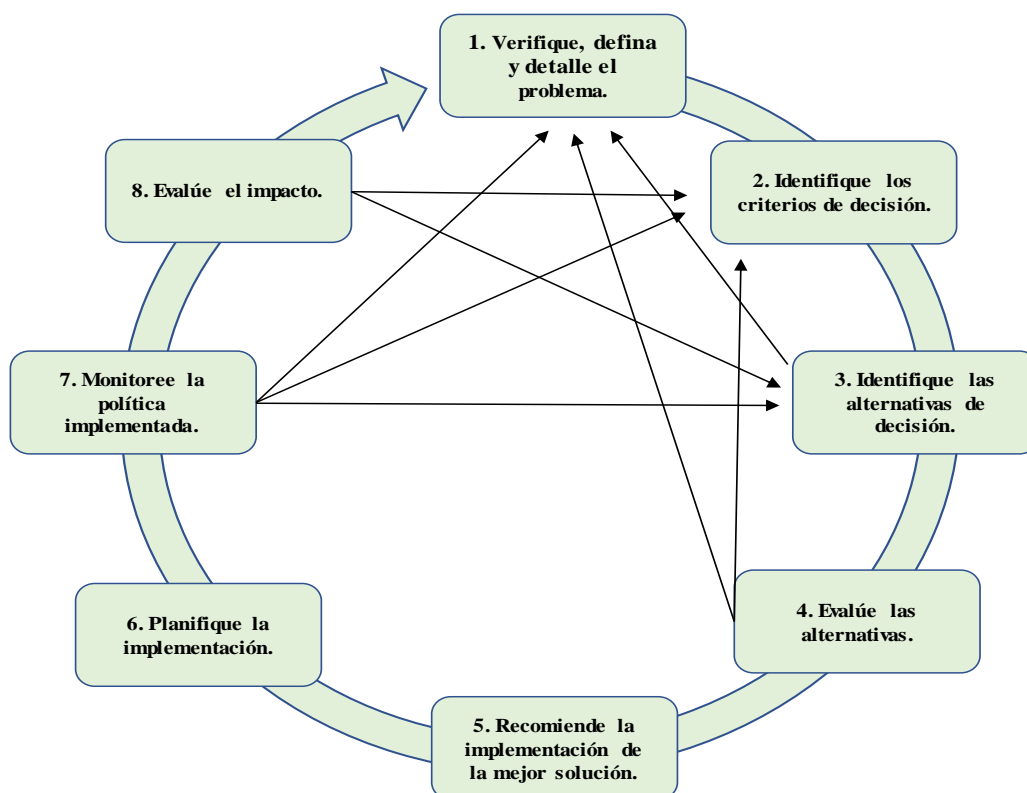 1. Verifique, defina
y detalle el
problema.
2. Identifique los
criterios de decisión.
3. Identifique las
alternativas de
decisión.
4. Evalúe las
alternativas.
5. Recomiende la
implementación de
la mejor solución.
6. Planifique la
implementación.
7. Monitoree la
política
implementada.
8. Evalúe el impacto.